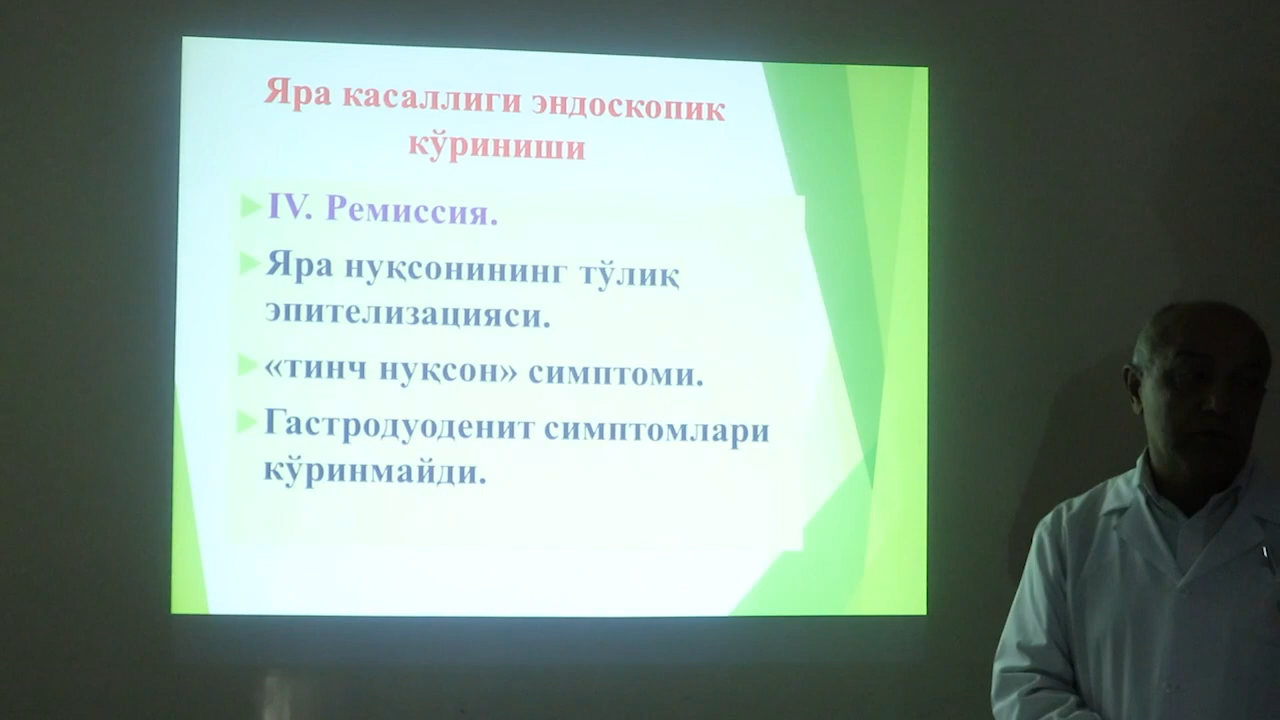 Яра касаллиги эндоскопик
кўриниши
IV. Ремиссия.
Яра нуқсонининг тўлиқ
эпителизацияси.
«тинч нуқсон» симптоми.
Гастродуоденит симптомлари
кўринмайди.